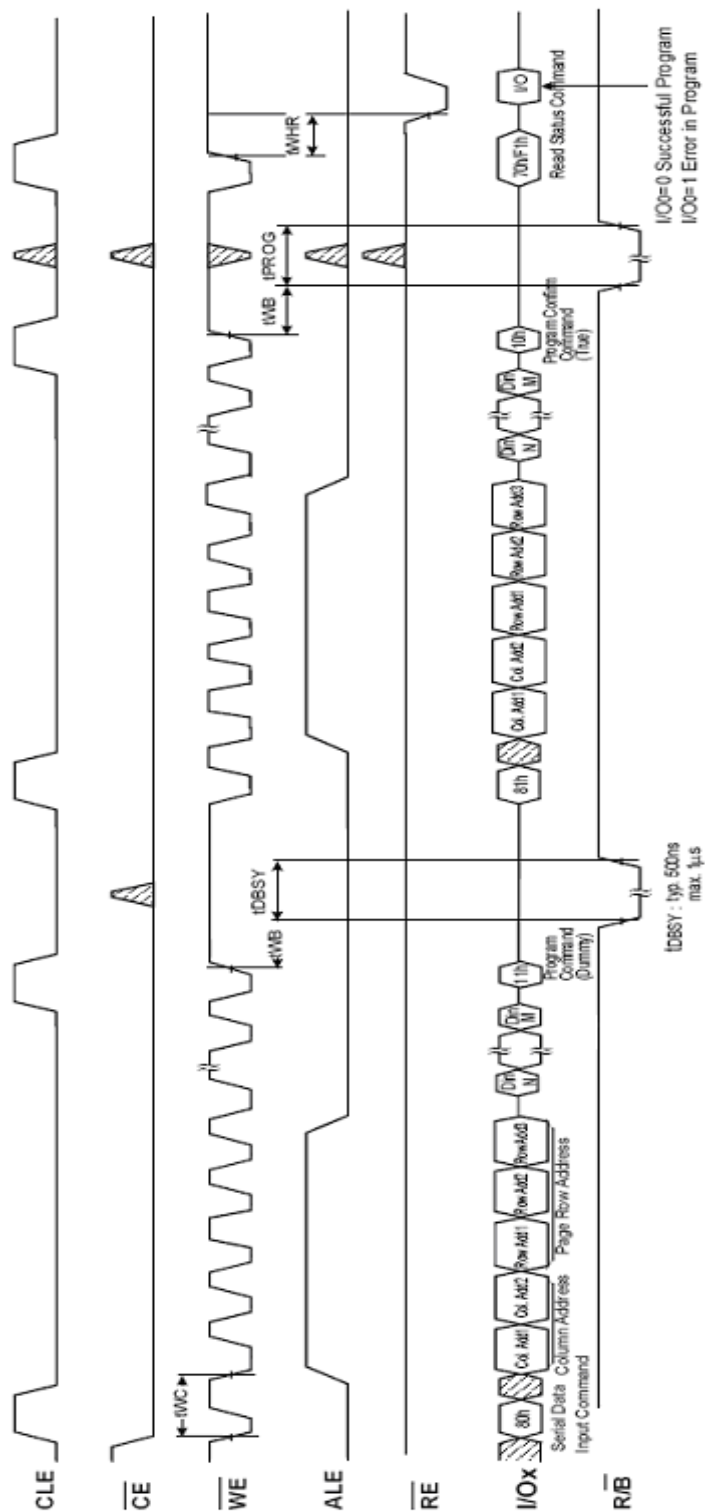 CLE
CE
WE
ALE
RE
I/Ox
R/B
tWC
tWB
tDBSY
tWB
tPROG
tWHR
80h
Col. Add1
Col. Add2
Row Add1
Row Add2
Row Add3
Din N
Din M
11h
81h
Col. Add1
Col. Add2
Row Add1
Row Add2
Row Add3
Din N
Din M
10h
70h/F1h
I/O
Serial Data
Input Command
Column Address
Page Row Address
Program
Command
(Dummy)
Program Confirm
Command
(True)
Read Status Command
tDBSY : typ. 500ns
max. 1μs
I/O0=0 Successful Program
I/O0=1 Error in Program